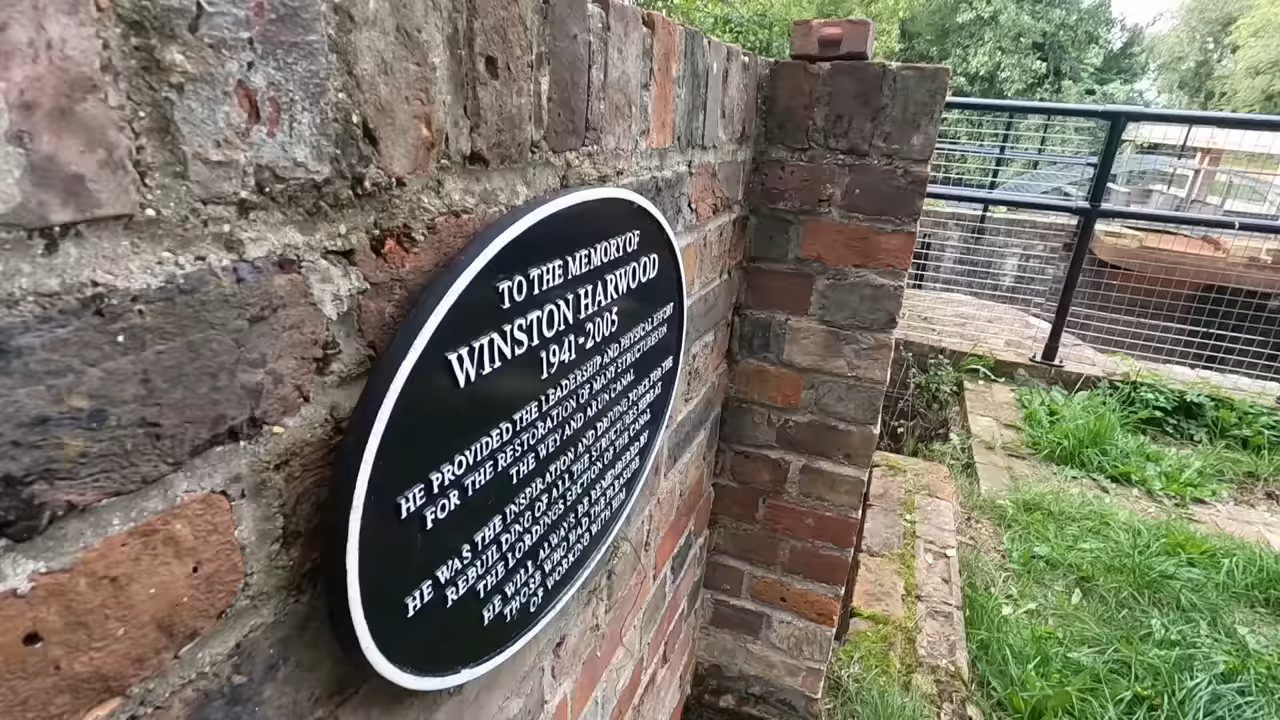 TO THE MEMORY OF
WINSTON HARWOOD
1941-2005
HE PROVIDED THE LEADERSHIP AND PHYSICAL EFFORT
FOR THE RESTORATION OF MANY STRUCTURES ON
THE WEY AND ARUN CANAL
HE WAS THE INSPIRATION AND DRIVING FORCE FOR THE
REBUILDING OF ALL THE STRUCTURES HERE AT
THE LORDINGS SECTION OF THE CANAL
HE WILL ALWAYS BE REMEMBERED BY
THOSE WHO HAD THE PLEASURE
OF WORKING WITH HIM